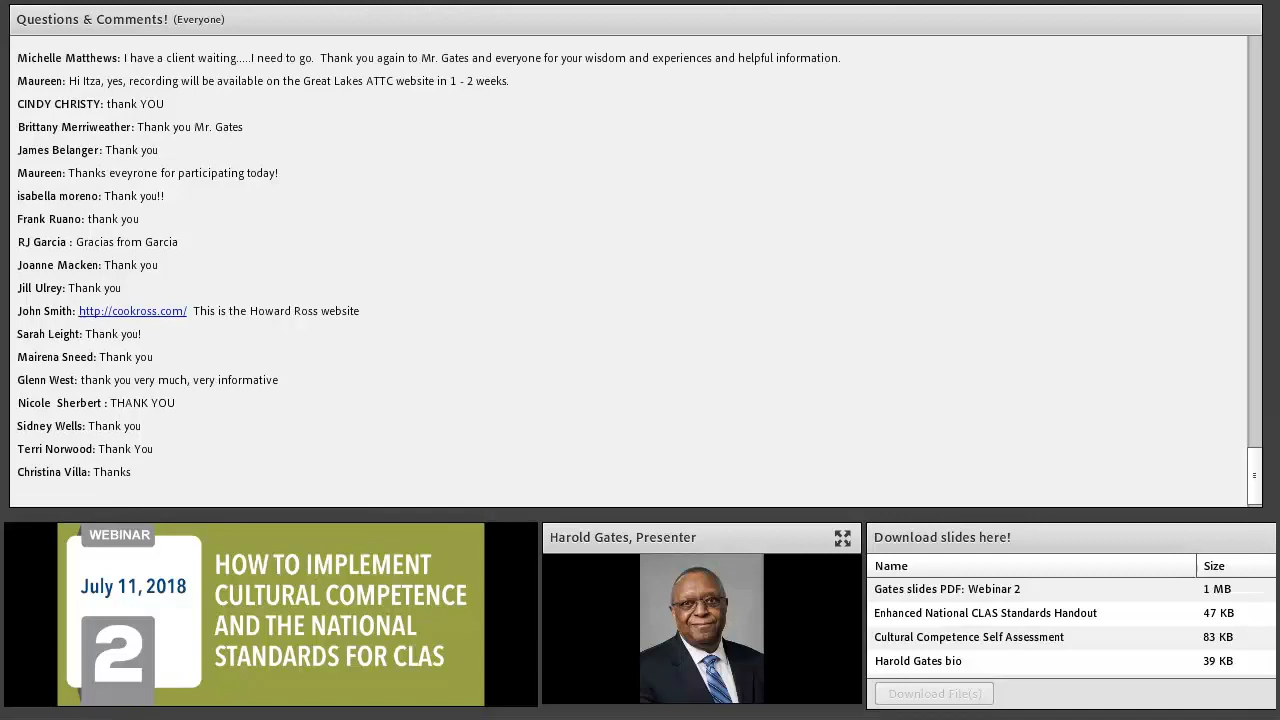 Questions & Comments! (Everyone)
Michelle Matthews: I have a client waiting.....I need to go.  Thank you again to Mr. Gates and everyone for your wisdom and experiences and helpful information.
Maureen: Hi Itza, yes, recording will be available on the Great Lakes ATTC website in 1 - 2 weeks.
CINDY CHRISTY: thank YOU
Brittany Merriweather: Thank you Mr. Gates
James Belanger: Thank you
Maureen: Thanks eveyrone for participating today!
isabella moreno: Thank you!!
Frank Ruano: thank you
RJ Garcia : Gracias from Garcia
Joanne Macken: Thank you
Jill Ulrey: Thank you
John Smith: http://cookross.com/  This is the Howard Ross website
Sarah Leight: Thank you!
Mairena Sneed: Thank you
Glenn West: thank you very much, very informative
Nicole  Sherbert : THANK YOU
Sidney Wells: Thank you
Terri Norwood: Thank You
Christina Villa: Thanks
WEBINAR
July 11, 2018
2
HOW TO IMPLEMENT
CULTURAL COMPETENCE
AND THE NATIONAL
STANDARDS FOR CLAS
Harold Gates, Presenter
Download slides here!
Name Size
Gates slides PDF: Webinar 2 1 MB
Enhanced National CLAS Standards Handout 47 KB
Cultural Competence Self Assessment 83 KB
Harold Gates bio 39 KB
Download File(s)